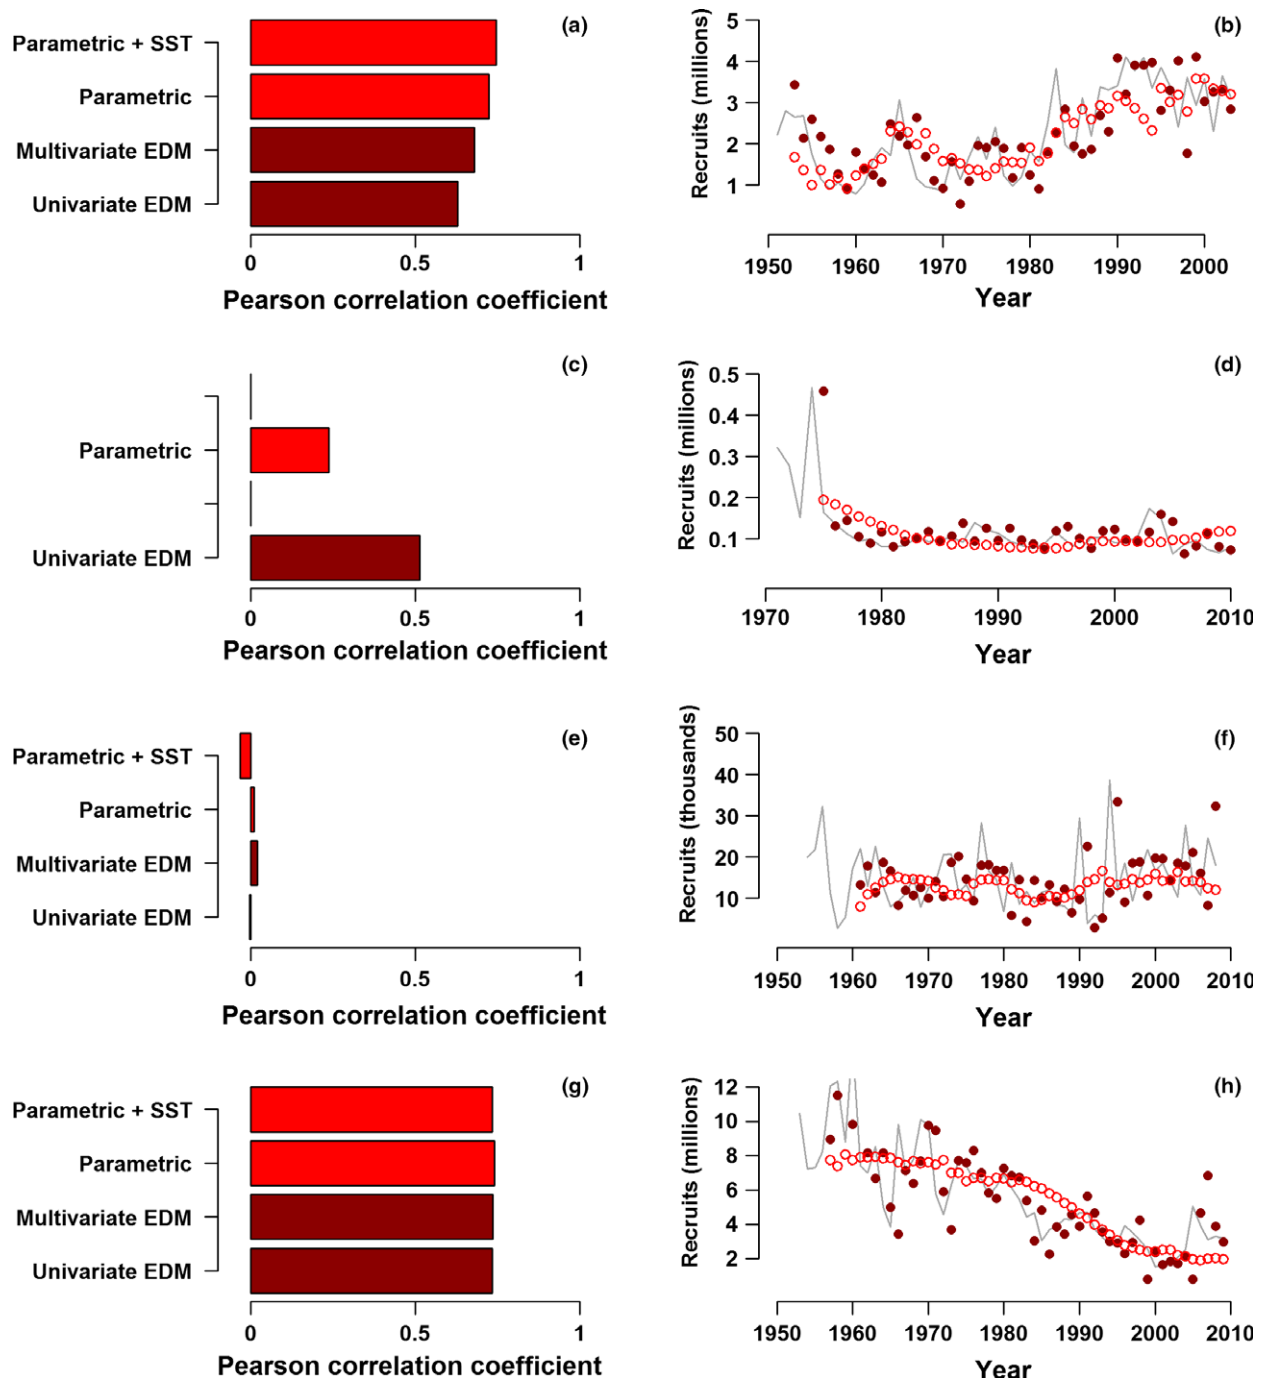 (a)
Parametric + SST
Parametric
Multivariate EDM
Univariate EDM
0 0.5 1
Pearson correlation coefficient
(b)
Recruits (millions)
5
4
3
2
1
1950 1960 1970 1980 1990 2000
Year
(c)
Parametric
Univariate EDM
0 0.5 1
Pearson correlation coefficient
(d)
Recruits (millions)
0.5
0.4
0.3
0.2
0.1
1970 1980 1990 2000 2010
Year
(e)
Parametric + SST
Parametric
Multivariate EDM
Univariate EDM
0 0.5 1
Pearson correlation coefficient
(f)
Recruits (thousands)
50
40
30
20
10
1950 1960 1970 1980 1990 2000 2010
Year
(g)
Parametric + SST
Parametric
Multivariate EDM
Univariate EDM
0 0.5 1
Pearson correlation coefficient
(h)
Recruits (millions)
12
10
8
6
4
2
1950 1960 1970 1980 1990 2000 2010
Year